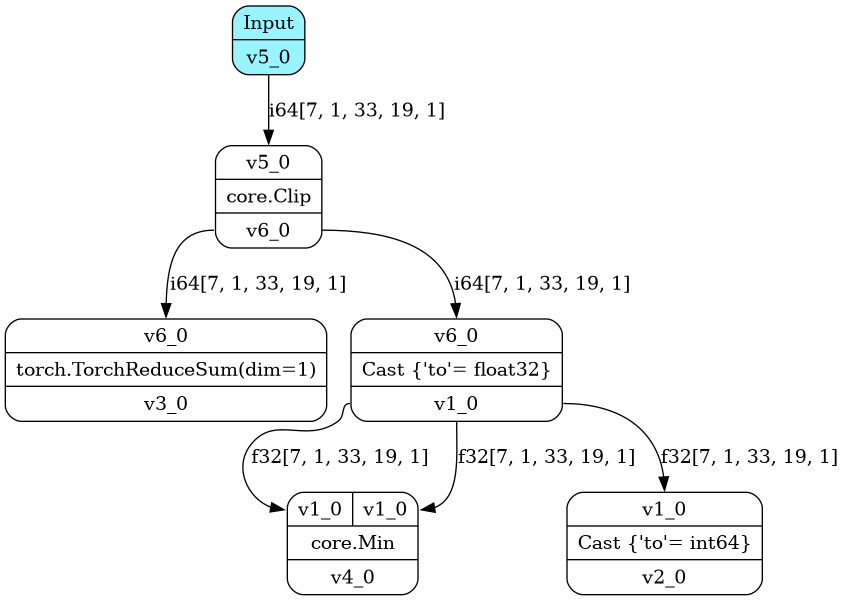 Input
v5_0
i64[7, 1, 33, 19, 1]
v5_0
core.Clip
v6_0
i64[7, 1, 33, 19, 1]
i64[7, 1, 33, 19, 1]
v6_0
torch.TorchReduceSum(dim=1)
v3_0
v6_0
Cast {'to'= float32}
v1_0
f32[7, 1, 33, 19, 1]
f32[7, 1, 33, 19, 1]
f32[7, 1, 33, 19, 1]
v1_0
v1_0
core.Min
v4_0
v1_0
Cast {'to'= int64}
v2_0